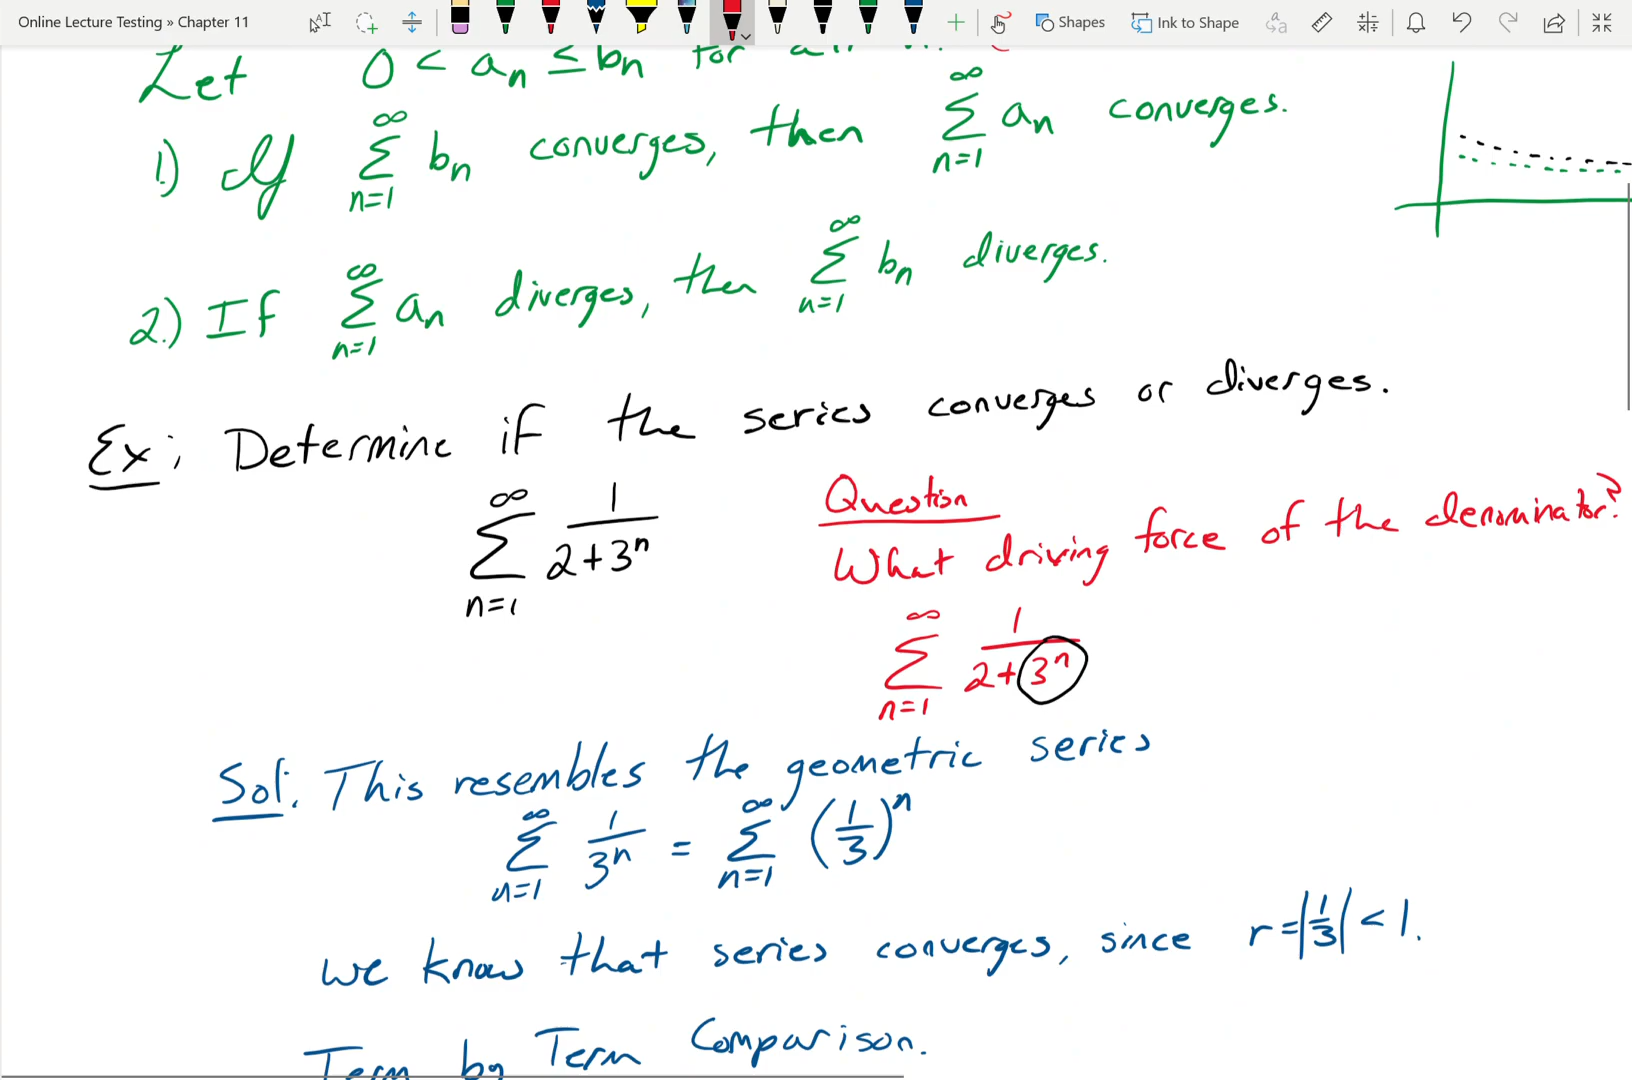 Online Lecture Testing » Chapter 11
Shapes
Ink to Shape
Let 0 < aₙ ≤ bₙ for all n.
1.) If ∑_{n=1}^{∞} bₙ converges, then ∑_{n=1}^{∞} aₙ converges.
2.) If ∑_{n=1}^{∞} aₙ diverges, then ∑_{n=1}^{∞} bₙ diverges.
Ex: Determine if the series converges or diverges.
∑_{n=1}^{∞} 1/(2+3ⁿ)
Question
What driving force of the denominator?
∑_{n=1}^{∞} 1/(2+3ⁿ)
Sol: This resembles the geometric series
∑_{n=1}^{∞} 1/3ⁿ = ∑_{n=1}^{∞} (1/3)ⁿ
we know that series converges, since r=|1/3| < 1.
Term by Term Comparison.